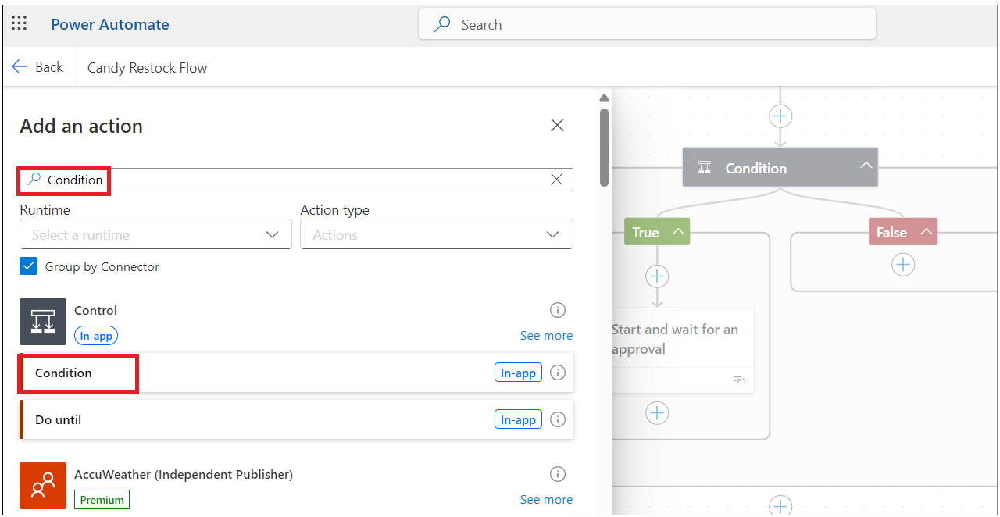 Power Automate
Search
Back
Candy Restock Flow
Add an action
Condition
Runtime
Action type
Select a runtime
Actions
Group by Connector
Control
In-app
See more
Condition
In-app
Do until
In-app
AccuWeather (Independent Publisher)
Premium
See more
Condition
True
False
Start and wait for an
approval